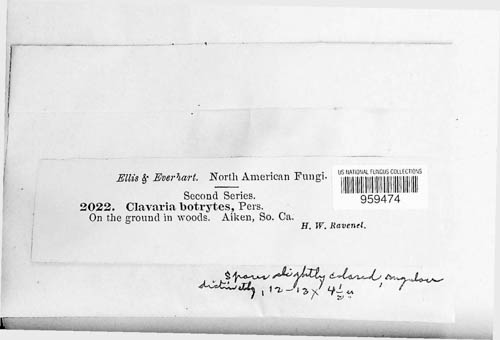 Ellis & Everhart. North American Fungi.
Second Series.
2022. Clavaria botrytes, Pers.
On the ground in woods. Aiken, So. Ca.
H. W. Ravenel.
US NATIONAL FUNGUS COLLECTIONS
959474
Spores slightly colored, angular
distinctly, 12-13 x 4½ u